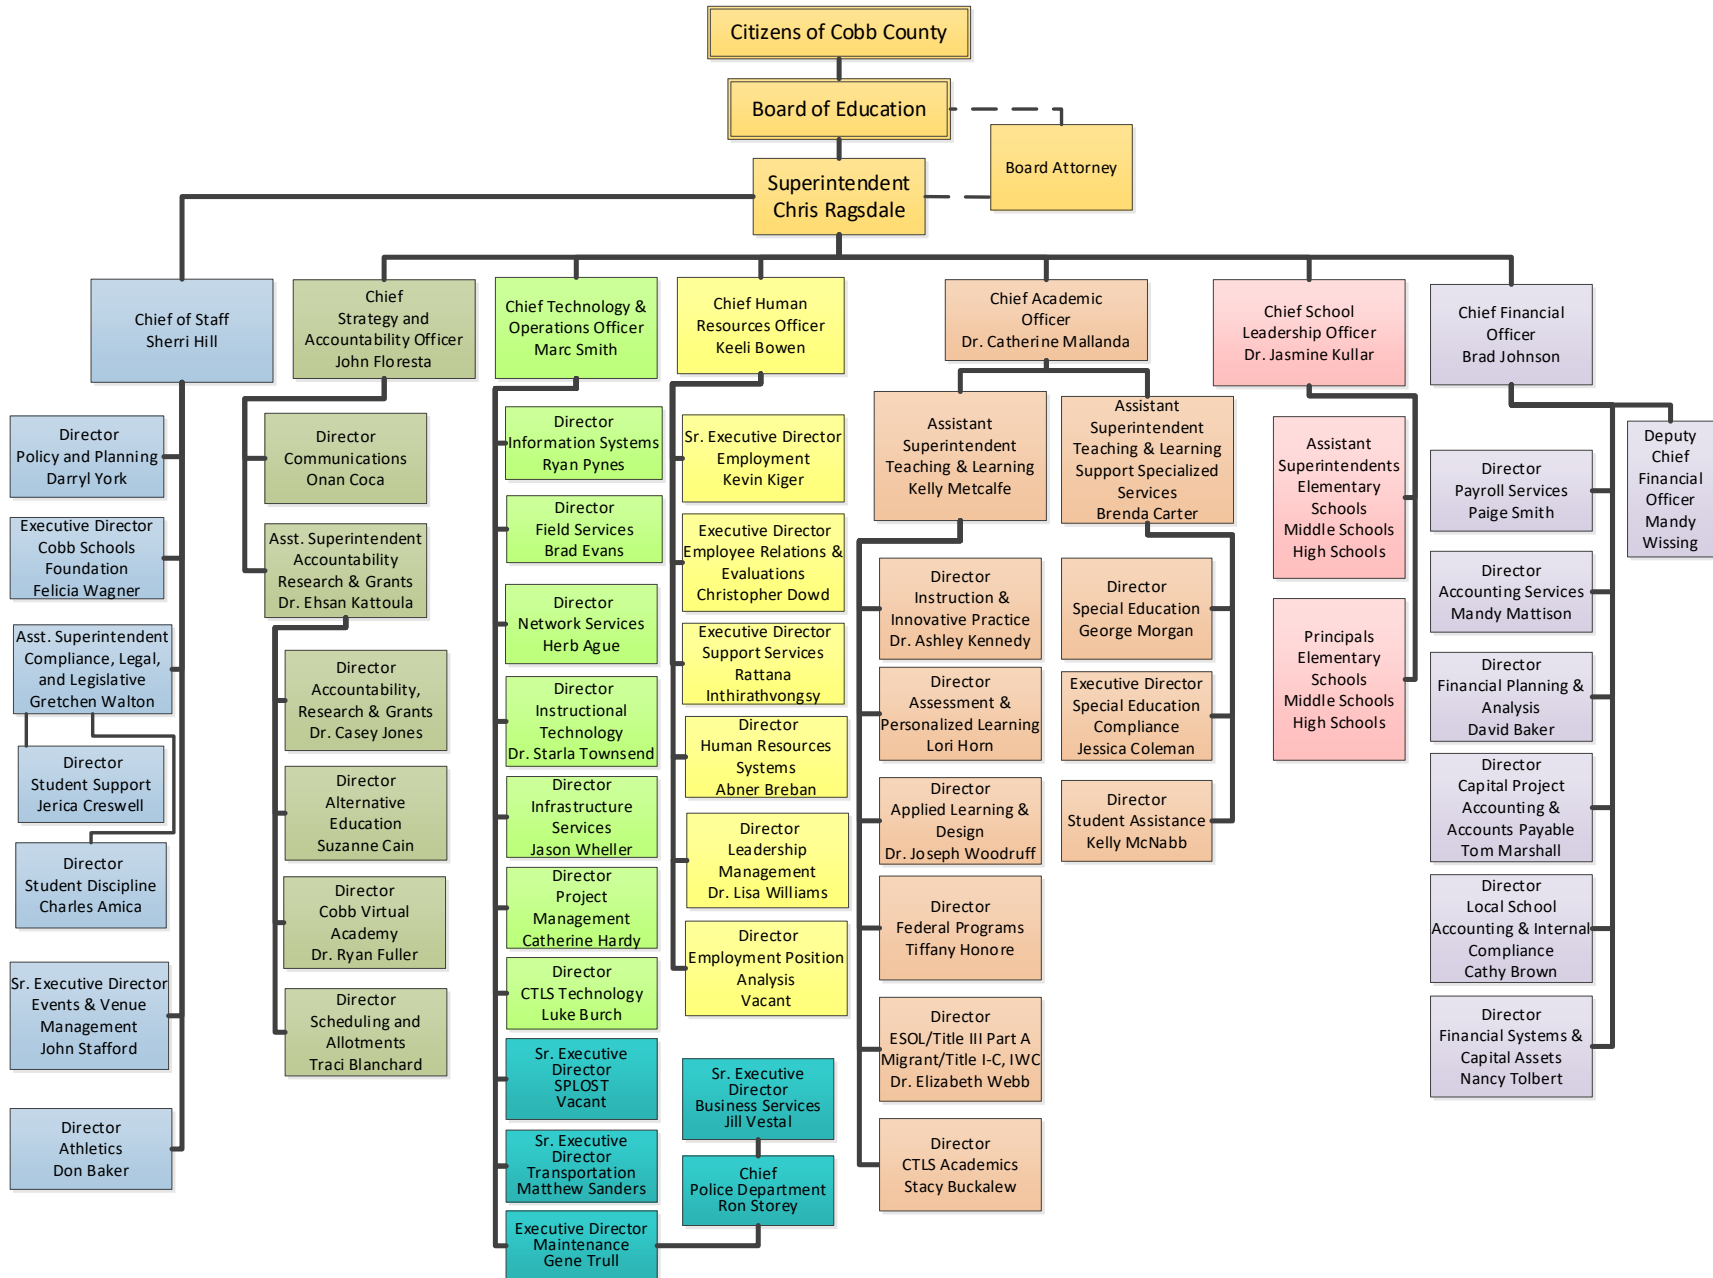 Citizens of Cobb County
Board of Education
Board Attorney
Superintendent
Chris Ragsdale
Chief of Staff
Sherri Hill
Director
Policy and Planning
Darryl York
Executive Director
Cobb Schools
Foundation
Felicia Wagner
Asst. Superintendent
Compliance, Legal,
and Legislative
Gretchen Walton
Director
Student Support
Jerica Creswell
Director
Student Discipline
Charles Amica
Sr. Executive Director
Events & Venue
Management
John Stafford
Director
Athletics
Don Baker
Chief
Strategy and
Accountability Officer
John Floresta
Director
Communications
Onan Coca
Asst. Superintendent
Accountability
Research & Grants
Dr. Ehsan Kattoula
Director
Accountability,
Research & Grants
Dr. Casey Jones
Director
Alternative
Education
Suzanne Cain
Director
Cobb Virtual
Academy
Dr. Ryan Fuller
Director
Scheduling and
Allotments
Traci Blanchard
Chief Technology &
Operations Officer
Marc Smith
Director
Information Systems
Ryan Pynes
Director
Field Services
Brad Evans
Director
Network Services
Herb Ague
Director
Instructional
Technology
Dr. Starla Townsend
Director
Infrastructure
Services
Jason Wheller
Director
Project
Management
Catherine Hardy
Director
CTLS Technology
Luke Burch
Sr. Executive
Director
SPLOST
Vacant
Sr. Executive
Director
Transportation
Matthew Sanders
Executive Director
Maintenance
Gene Trull
Sr. Executive
Director
Business Services
Jill Vestal
Chief
Police Department
Ron Storey
Chief Human
Resources Officer
Keeli Bowen
Sr. Executive Director
Employment
Kevin Kiger
Executive Director
Employee Relations &
Evaluations
Christopher Dowd
Executive Director
Support Services
Rattana
Inthirathvongsy
Director
Human Resources
Systems
Abner Breban
Director
Leadership
Management
Dr. Lisa Williams
Director
Employment Position
Analysis
Vacant
Chief Academic
Officer
Dr. Catherine Mallanda
Assistant
Superintendent
Teaching & Learning
Kelly Metcalfe
Director
Instruction &
Innovative Practice
Dr. Ashley Kennedy
Director
Assessment &
Personalized Learning
Lori Horn
Director
Applied Learning &
Design
Dr. Joseph Woodruff
Director
Federal Programs
Tiffany Honore
Director
ESOL/Title III Part A
Migrant/Title I-C, IWC
Dr. Elizabeth Webb
Director
CTLS Academics
Stacy Buckalew
Assistant
Superintendent
Teaching & Learning
Support Specialized
Services
Brenda Carter
Director
Special Education
George Morgan
Executive Director
Special Education
Compliance
Jessica Coleman
Director
Student Assistance
Kelly McNabb
Chief School
Leadership Officer
Dr. Jasmine Kullar
Assistant
Superintendents
Elementary
Schools
Middle Schools
High Schools
Principals
Elementary
Schools
Middle Schools
High Schools
Chief Financial
Officer
Brad Johnson
Deputy
Chief
Financial
Officer
Mandy
Wissing
Director
Payroll Services
Paige Smith
Director
Accounting Services
Mandy Mattison
Director
Financial Planning &
Analysis
David Baker
Director
Capital Project
Accounting &
Accounts Payable
Tom Marshall
Director
Local School
Accounting & Internal
Compliance
Cathy Brown
Director
Financial Systems &
Capital Assets
Nancy Tolbert